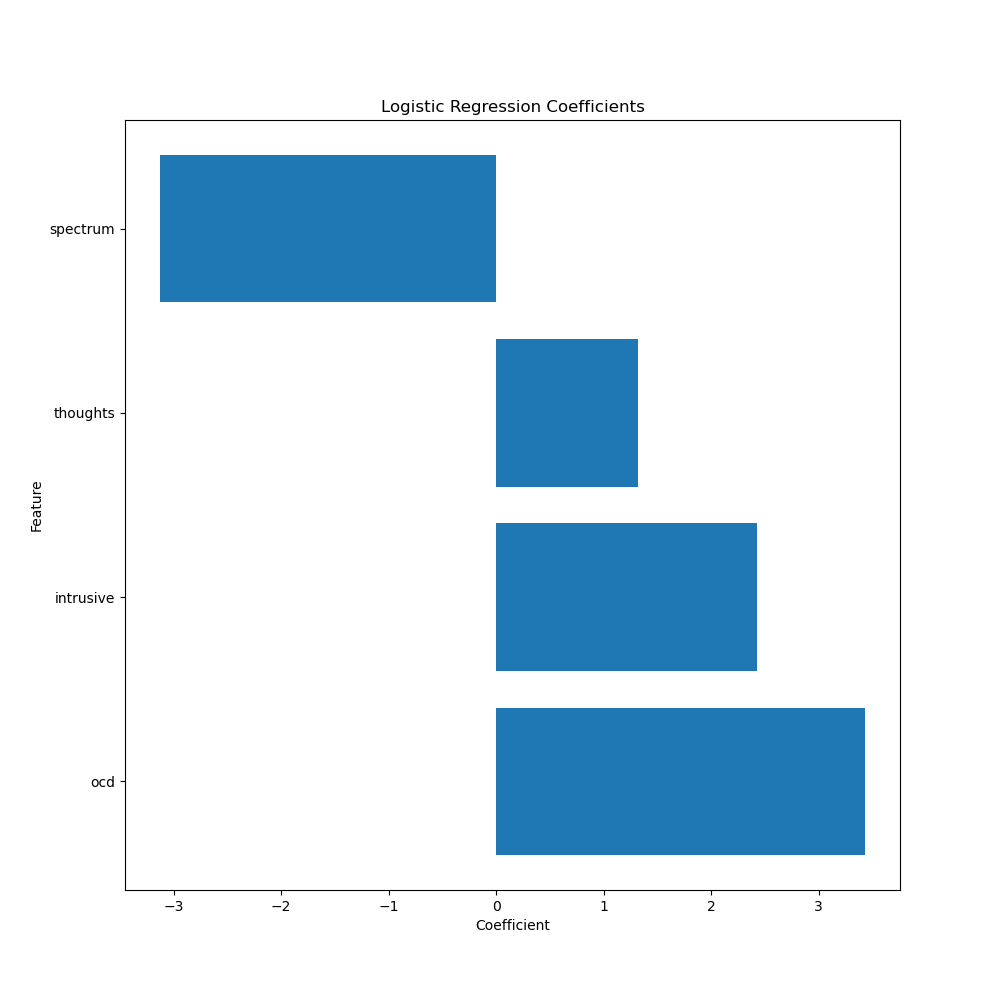 Logistic Regression Coefficients
spectrum
thoughts
intrusive
ocd
Feature
−3 −2 −1 0 1 2 3
Coefficient